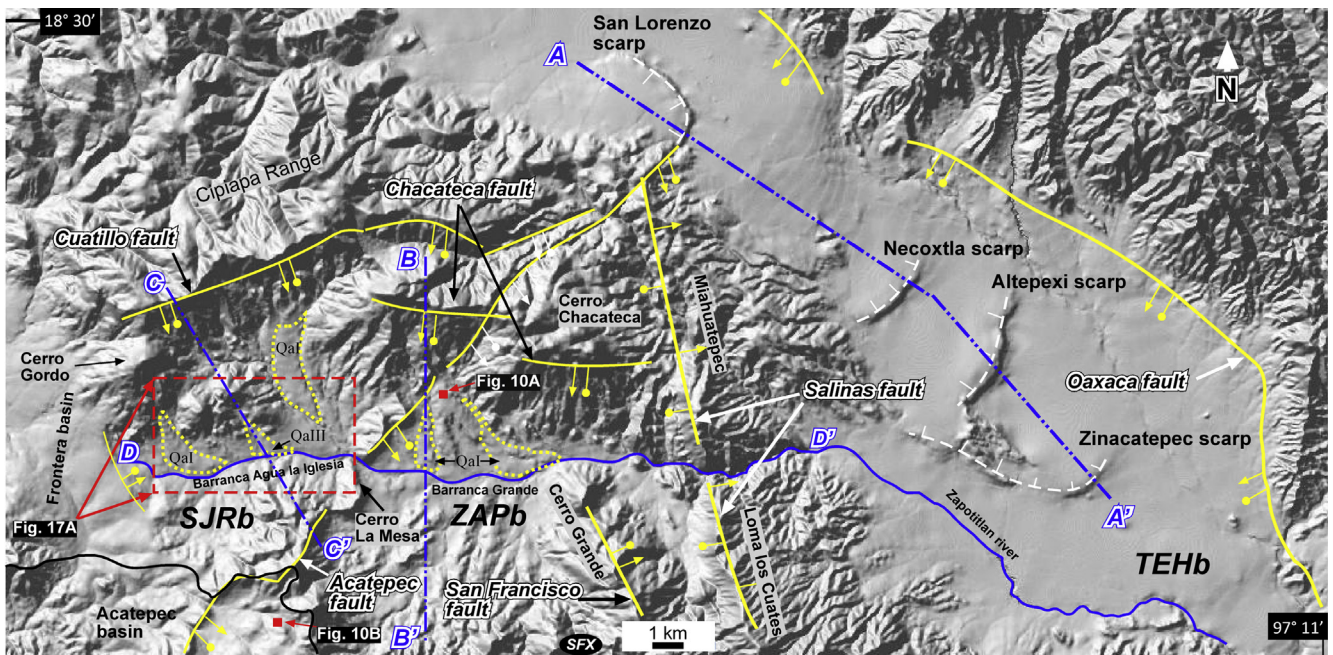 18° 30'
San Lorenzo
scarp
A
N
Cipiapa Range
Chacateca fault
Cuatillo fault
B
C
Necoxtla scarp
Altepexi scarp
Cerro
Chacateca
Miahuatepec
Cerro
Gordo
QaI
Fig. 10A
Oaxaca fault
Salinas fault
Frontera basin
QaIII
QaI
D
D'
Zinacatepec scarp
QaI
Barranca Agua la Iglesia
Barranca Grande
Fig. 17A
SJRb
Cerro
La Mesa
ZAPb
Cerro Grande
Loma los Cuates
Zapotitlan river
A'
C'
TEHb
Acatepec
fault
San Francisco
fault
Acatepec
basin
Fig. 10B
B'
SFX
1 km
97° 11'